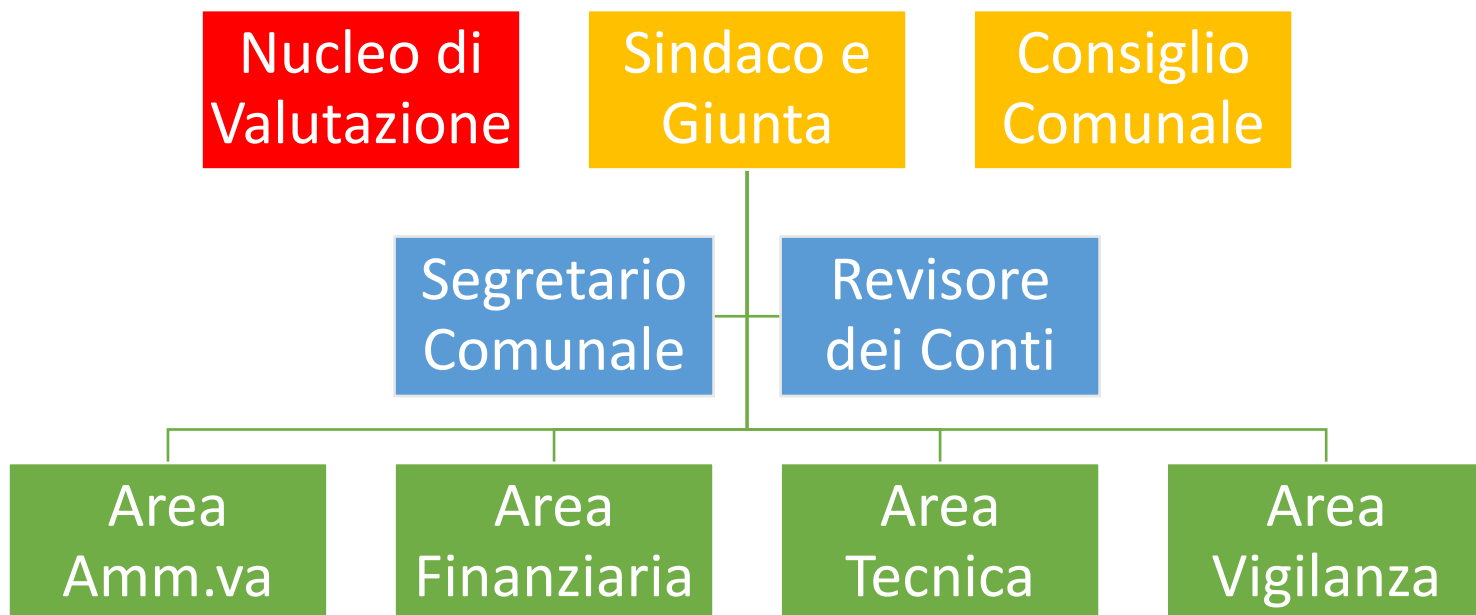 Nucleo di
Valutazione
Sindaco e
Giunta
Consiglio
Comunale
Segretario
Comunale
Revisore
dei Conti
Area
Amm.va
Area
Finanziaria
Area
Tecnica
Area
Vigilanza